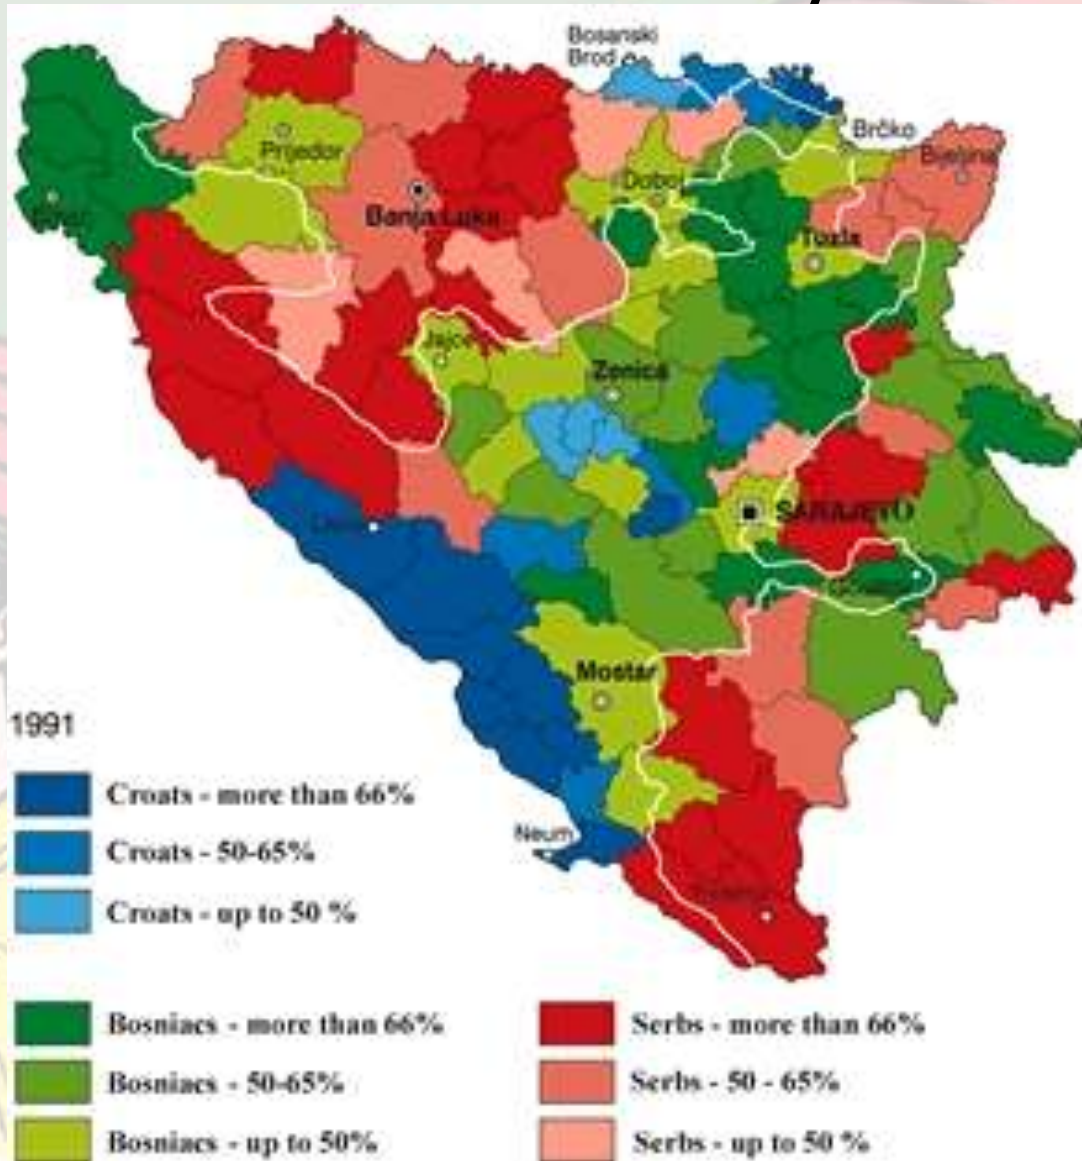 Bosanski
Brod
Brčko
Prijedor
Bijeljina
Doboj
Banja Luka
Tuzla
Jajce
Zenica
SARAJEVO
Mostar
1991
Croats - more than 66%
Croats - 50-65%
Neum
Croats - up to 50 %
Bosniacs - more than 66%
Serbs - more than 66%
Bosniacs - 50-65%
Serbs - 50 - 65%
Bosniacs - up to 50%
Serbs - up to 50 %